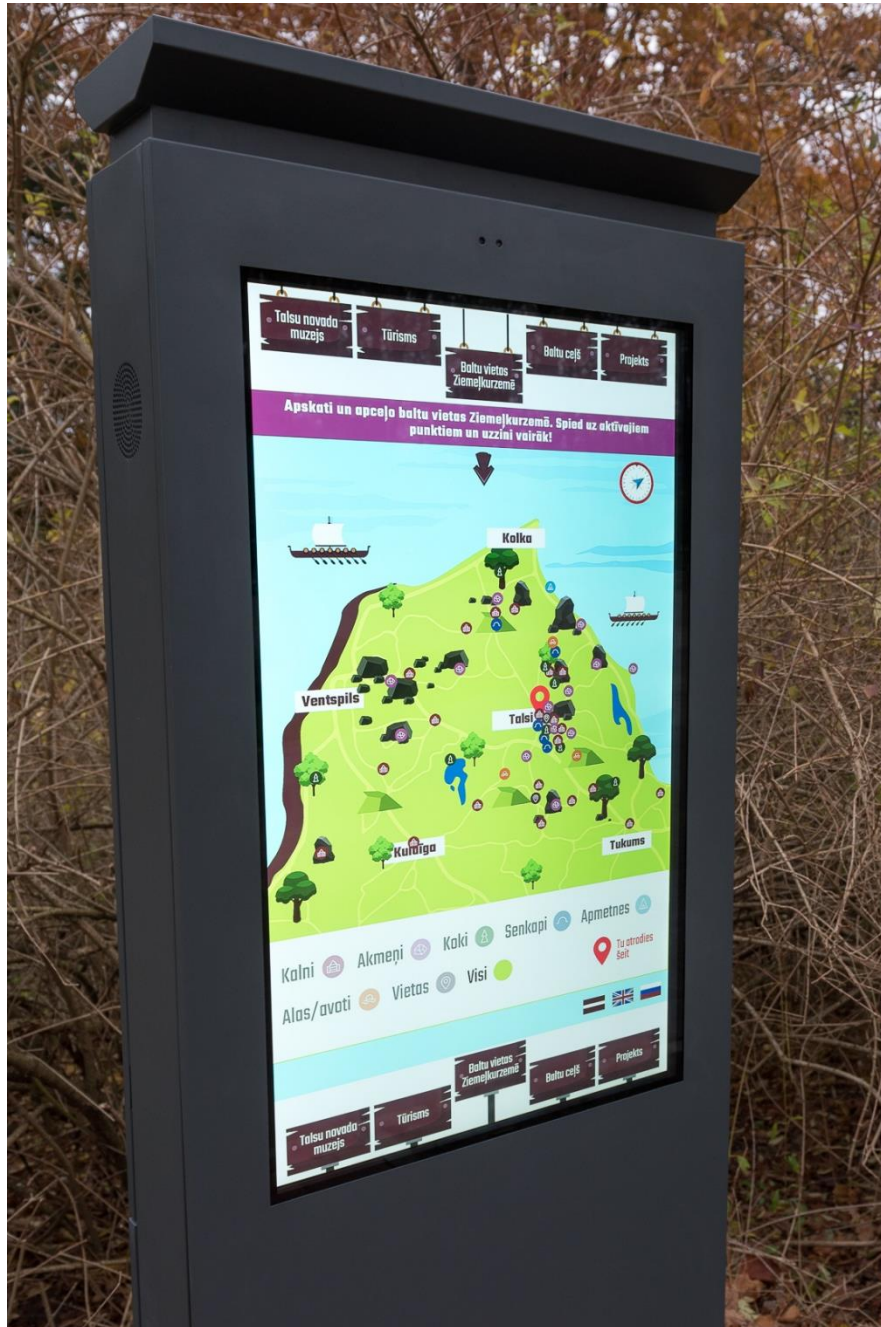 Talsu novada
muzejs
Tūrisms
Baltu vietas
Ziemeļkurzemē
Baltu ceļš
Projekts
Apskati un apceļo baltu vietas Ziemeļkurzemē. Spied uz aktīvajiem
punktiem un uzzini vairāk!
Kolka
Ventspils
Talsi
Kuldīga
Tukums
Kalni
Akmeņi
Koki
Senkapi
Apmetnes
Alas/avoti
Vietas
Visi
Tu atrodies
šeit
Baltu vietas
Ziemeļkurzemē
Talsu novada
muzejs
Tūrisms
Baltu ceļš
Projekts